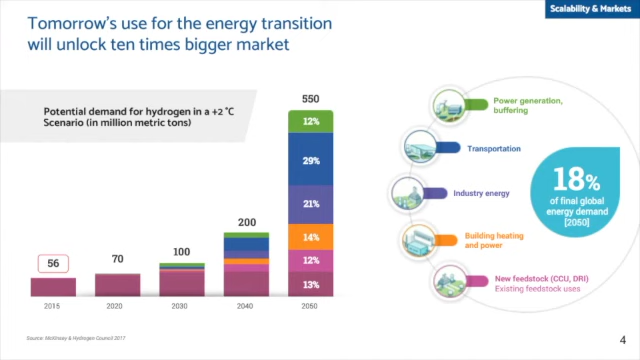 Scalability & Markets
Tomorrow's use for the energy transition
will unlock ten times bigger market
Potential demand for hydrogen in a +2 °C
Scenario (in million metric tons)
56
70
100
200
550
12%
29%
21%
14%
12%
13%
2015
2020
2030
2040
2050
Power generation,
buffering
Transportation
Industry energy
Building heating
and power
New feedstock (CCU, DRI)
Existing feedstock uses
18%
of final global
energy demand
[2050]
Source: McKinsey & Hydrogen Council 2017
4